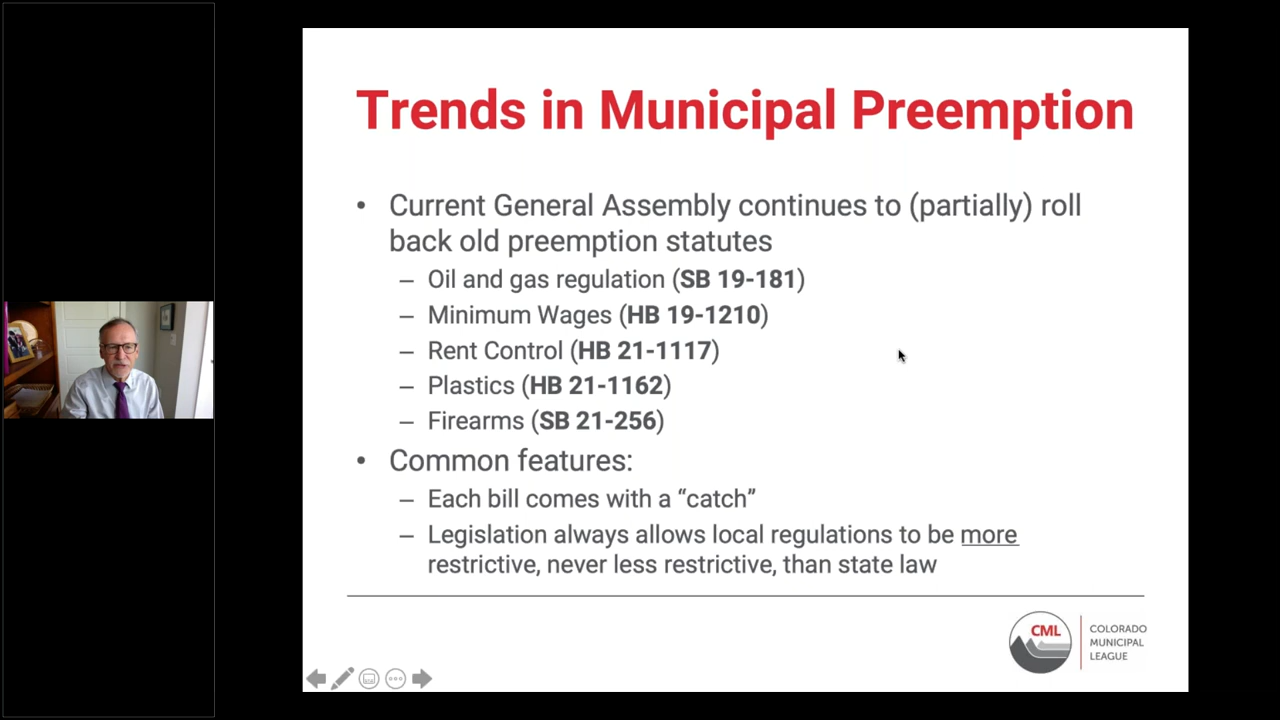 Trends in Municipal Preemption
• Current General Assembly continues to (partially) roll
back old preemption statutes
– Oil and gas regulation (SB 19-181)
– Minimum Wages (HB 19-1210)
– Rent Control (HB 21-1117)
– Plastics (HB 21-1162)
– Firearms (SB 21-256)
• Common features:
– Each bill comes with a “catch”
– Legislation always allows local regulations to be more
restrictive, never less restrictive, than state law
CML
COLORADO
MUNICIPAL
LEAGUE